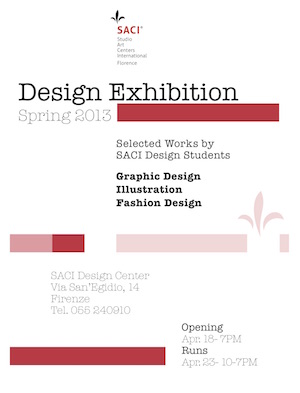 SACI
Studio
Art
Centers
International
Florence
Design Exhibition
Spring 2013
Selected Works by
SACI Design Students
Graphic Design
Illustration
Fashion Design
SACI Design Center
Via San'Egidio, 14
Firenze
Tel. 055 240910
Opening
Apr. 18- 7PM
Runs
Apr. 23- 10-7PM